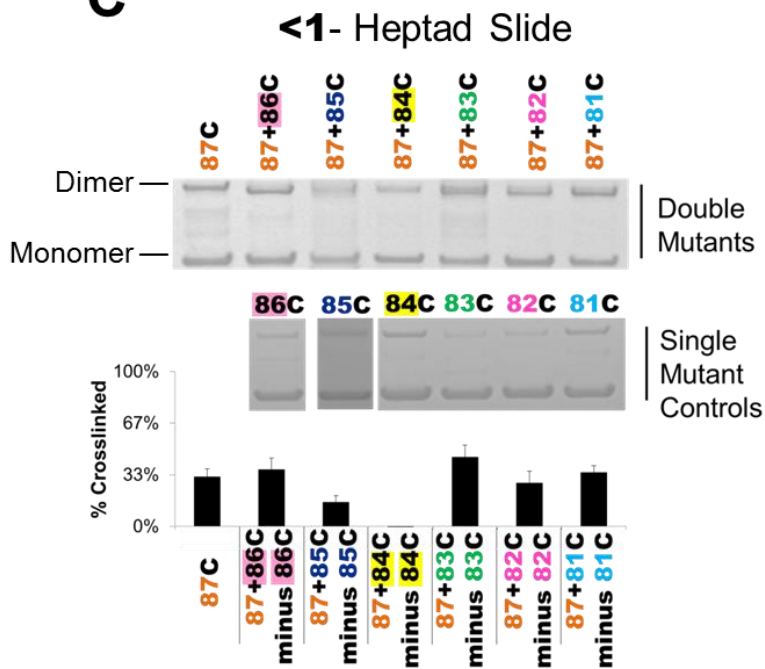 C
<1- Heptad Slide
87C
87+86C
87+85C
87+84C
87+83C
87+82C
87+81C
Dimer
Monomer
Double
Mutants
86C
85C
84C
83C
82C
81C
Single
Mutant
Controls
% Crosslinked
100%
67%
33%
0%
87C
87+86C
minus 86C
87+85C
minus 85C
87+84C
minus 84C
87+83C
minus 83C
87+82C
minus 82C
87+81C
minus 81C